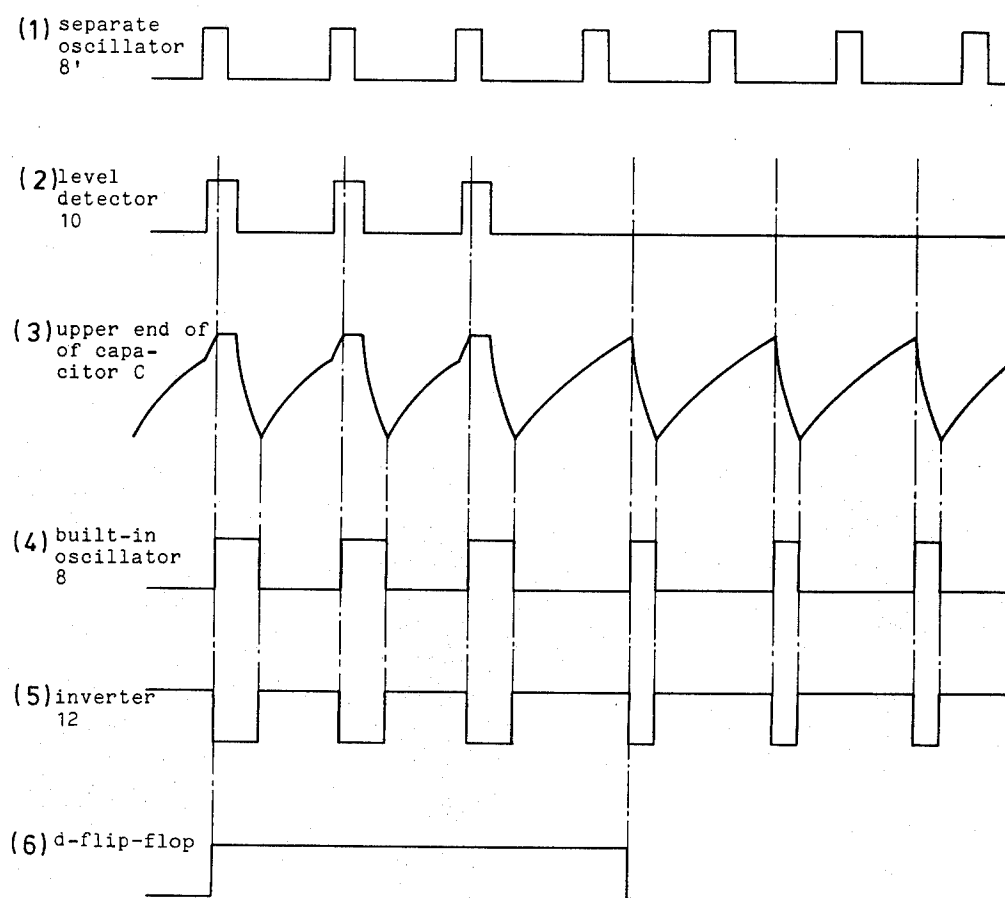 (1) separate
oscillator
8'
(2) level
detector
10
(3) upper end of
of capa-
citor C
(4) built-in
oscillator
8
(5) inverter
12
(6) d-flip-flop